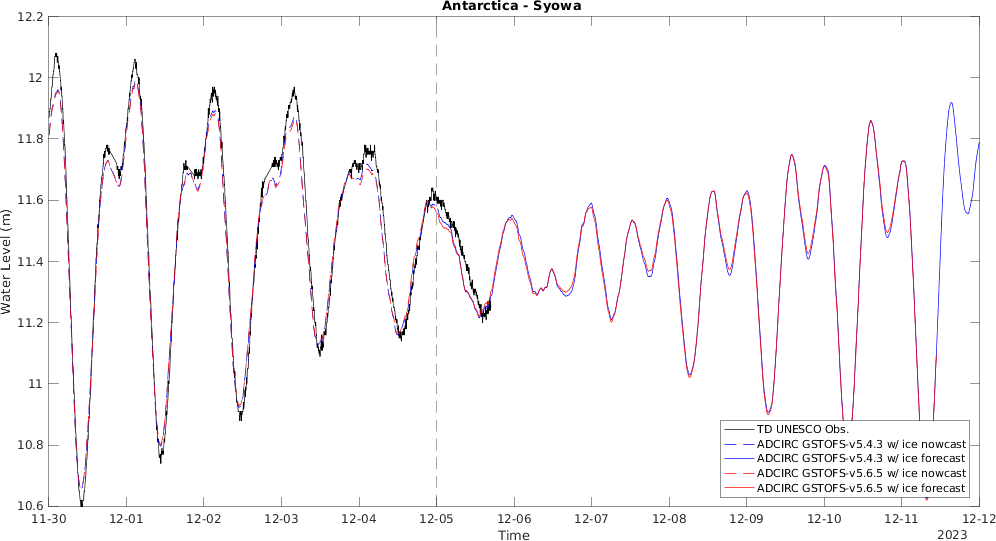 Antarctica - Syowa
12.2
12
11.8
11.6
11.4
11.2
11
10.8
10.6
Water Level (m)
11-30
12-01
12-02
12-03
12-04
12-05
12-06
12-07
12-08
12-09
12-10
12-11
12-12
Time
2023
TD UNESCO Obs.
ADCIRC GSTOFS-v5.4.3 w/ ice nowcast
ADCIRC GSTOFS-v5.4.3 w/ ice forecast
ADCIRC GSTOFS-v5.6.5 w/ ice nowcast
ADCIRC GSTOFS-v5.6.5 w/ ice forecast